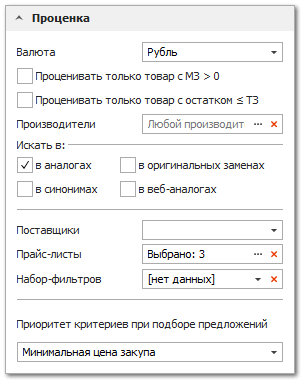 Проценка
Валюта Рубль
Проценивать только товар с МЗ > 0
Проценивать только товар с остатком ≤ ТЗ
Производители Любой производит
Искать в:
в аналогах в оригинальных заменах
в синонимах в веб-аналогах
Поставщики
Прайс-листы Выбрано: 3
Набор-фильтров [нет данных]
Приоритет критериев при подборе предложений
Минимальная цена закупа